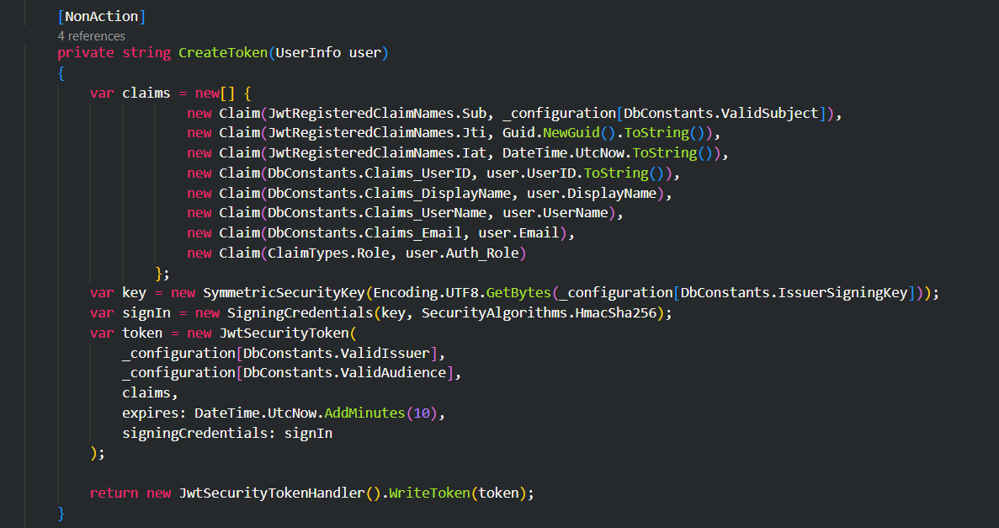 [NonAction]
4 references
private string CreateToken(UserInfo user)
{
var claims = new[] {
new Claim(JwtRegisteredClaimNames.Sub, _configuration[DbConstants.ValidSubject]),
new Claim(JwtRegisteredClaimNames.Jti, Guid.NewGuid().ToString()),
new Claim(JwtRegisteredClaimNames.Iat, DateTime.UtcNow.ToString()),
new Claim(DbConstants.Claims_UserID, user.UserID.ToString()),
new Claim(DbConstants.Claims_DisplayName, user.DisplayName),
new Claim(DbConstants.Claims_UserName, user.UserName),
new Claim(DbConstants.Claims_Email, user.Email),
new Claim(ClaimTypes.Role, user.Auth_Role)
};
var key = new SymmetricSecurityKey(Encoding.UTF8.GetBytes(_configuration[DbConstants.IssuerSigningKey]));
var signIn = new SigningCredentials(key, SecurityAlgorithms.HmacSha256);
var token = new JwtSecurityToken(
_configuration[DbConstants.ValidIssuer],
_configuration[DbConstants.ValidAudience],
claims,
expires: DateTime.UtcNow.AddMinutes(10),
signingCredentials: signIn
);
return new JwtSecurityTokenHandler().WriteToken(token);
}